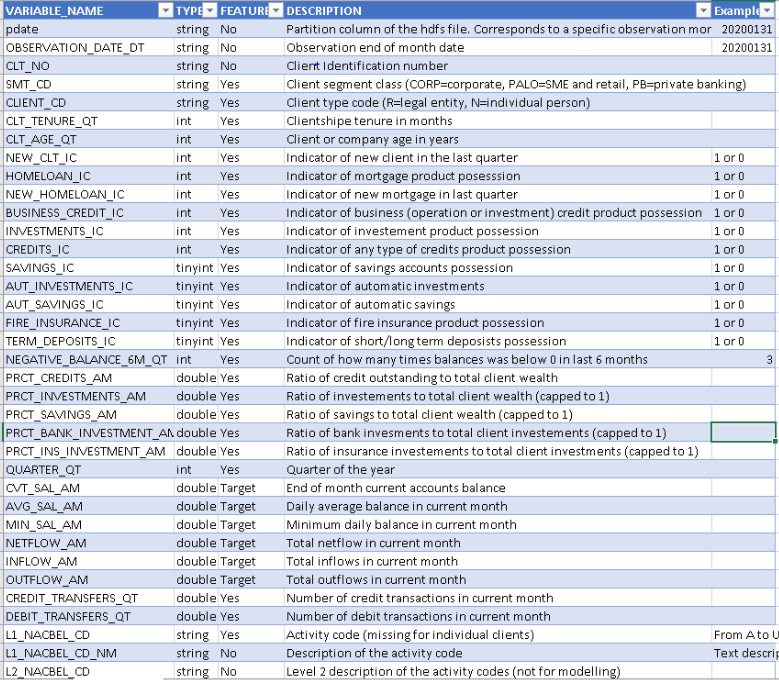 VARIABLE_NAME TYPE FEATURE DESCRIPTION Example
pdate string No Partition column of the hdfs file. Corresponds to a specific observation mor 20200131
OBSERVATION_DATE_DT string No Observation end of month date 20200131
CLT_NO string No Client Identification number
SMT_CD string Yes Client segment class (CORP=corporate, PALO=SME and retail, PB=private banking)
CLIENT_CD string Yes Client type code (R=legal entity, N=individual person)
CLT_TENURE_QT int Yes Clientshipe tenure in months
CLT_AGE_QT int Yes Client or company age in years
NEW_CLT_IC int Yes Indicator of new client in the last quarter 1 or 0
HOMELOAN_IC int Yes Indicator of mortgage product posesssion 1 or 0
NEW_HOMELOAN_IC int Yes Indicator of new mortgage in last quarter 1 or 0
BUSINESS_CREDIT_IC int Yes Indicator of business (operation or investment) credit product possession 1 or 0
INVESTMENTS_IC int Yes Indicator of investement product possession 1 or 0
CREDITS_IC int Yes Indicator of any type of credits product possession 1 or 0
SAVINGS_IC tinyint Yes Indicator of savings accounts possession 1 or 0
AUT_INVESTMENTS_IC tinyint Yes Indicator of automatic investments 1 or 0
AUT_SAVINGS_IC tinyint Yes Indicator of automatic savings 1 or 0
FIRE_INSURANCE_IC tinyint Yes Indicator of fire insurance product possession 1 or 0
TERM_DEPOSITS_IC tinyint Yes Indicator of short/long term deposists possession 1 or 0
NEGATIVE_BALANCE_6M_QT int Yes Count of how many times balances was below 0 in last 6 months 3
PRCT_CREDITS_AM double Yes Ratio of credit outstanding to total client wealth
PRCT_INVESTMENTS_AM double Yes Ratio of investements to total client wealth (capped to 1)
PRCT_SAVINGS_AM double Yes Ratio of savings to total client wealth (capped to 1)
PRCT_BANK_INVESTMENT_AM double Yes Ratio of bank invesments to total client investements (capped to 1)
PRCT_INS_INVESTMENT_AM double Yes Ratio of insurance investements to total client investments (capped to 1)
QUARTER_QT int Yes Quarter of the year
CVT_SAL_AM double Target End of month current accounts balance
AVG_SAL_AM double Target Daily average balance in current month
MIN_SAL_AM double Target Minimum daily balance in current month
NETFLOW_AM double Target Total netflow in current month
INFLOW_AM double Target Total inflows in current month
OUTFLOW_AM double Target Total outflows in current month
CREDIT_TRANSFERS_QT double Yes Number of credit transactions in current month
DEBIT_TRANSFERS_QT double Yes Number of debit transactions in current month
L1_NACBEL_CD string Yes Activity code (missing for individual clients) From A to U
L1_NACBEL_CD_NM string No Description of the activity code Text descrip
L2_NACBEL_CD string No Level 2 description of the activity codes (not for modelling)